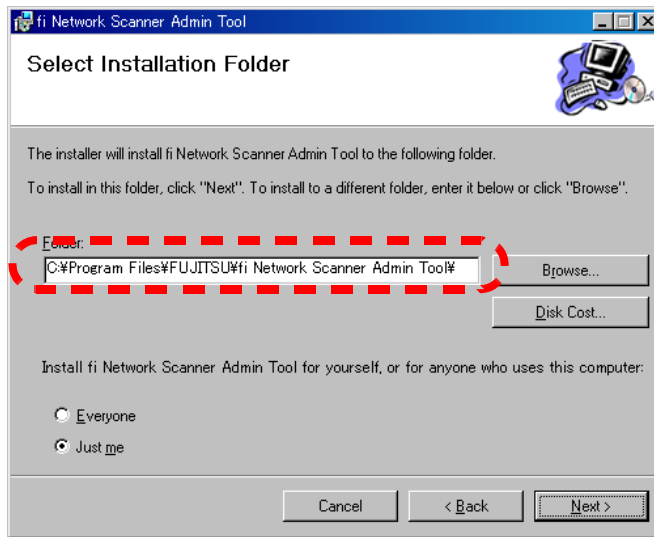 fi Network Scanner Admin Tool
Select Installation Folder
The installer will install fi Network Scanner Admin Tool to the following folder.
To install in this folder, click "Next". To install to a different folder, enter it below or click "Browse".
Folder:
C:¥Program Files¥FUJITSU¥fi Network Scanner Admin Tool¥
Browse...
Disk Cost...
Install fi Network Scanner Admin Tool for yourself, or for anyone who uses this computer:
Everyone
Just me
Cancel
< Back
Next >